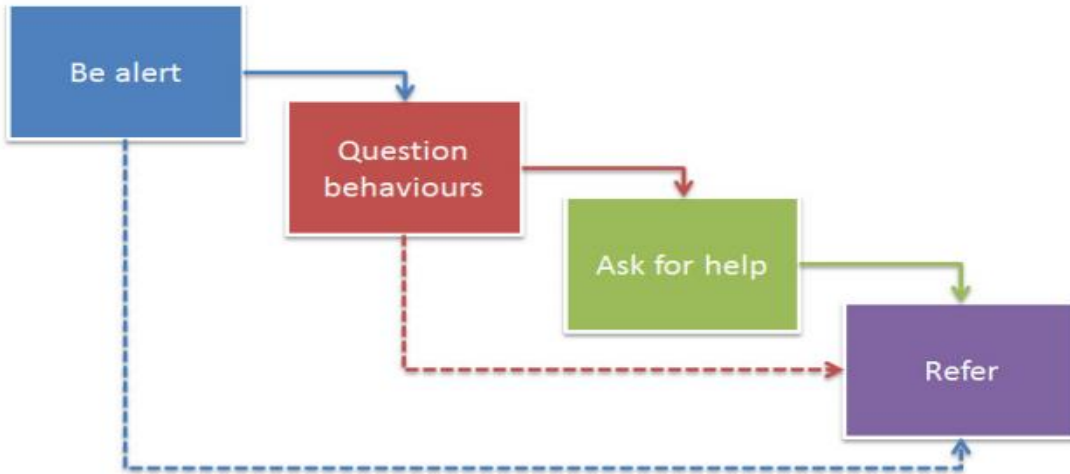 Be alert
Question
behaviours
Ask for help
Refer